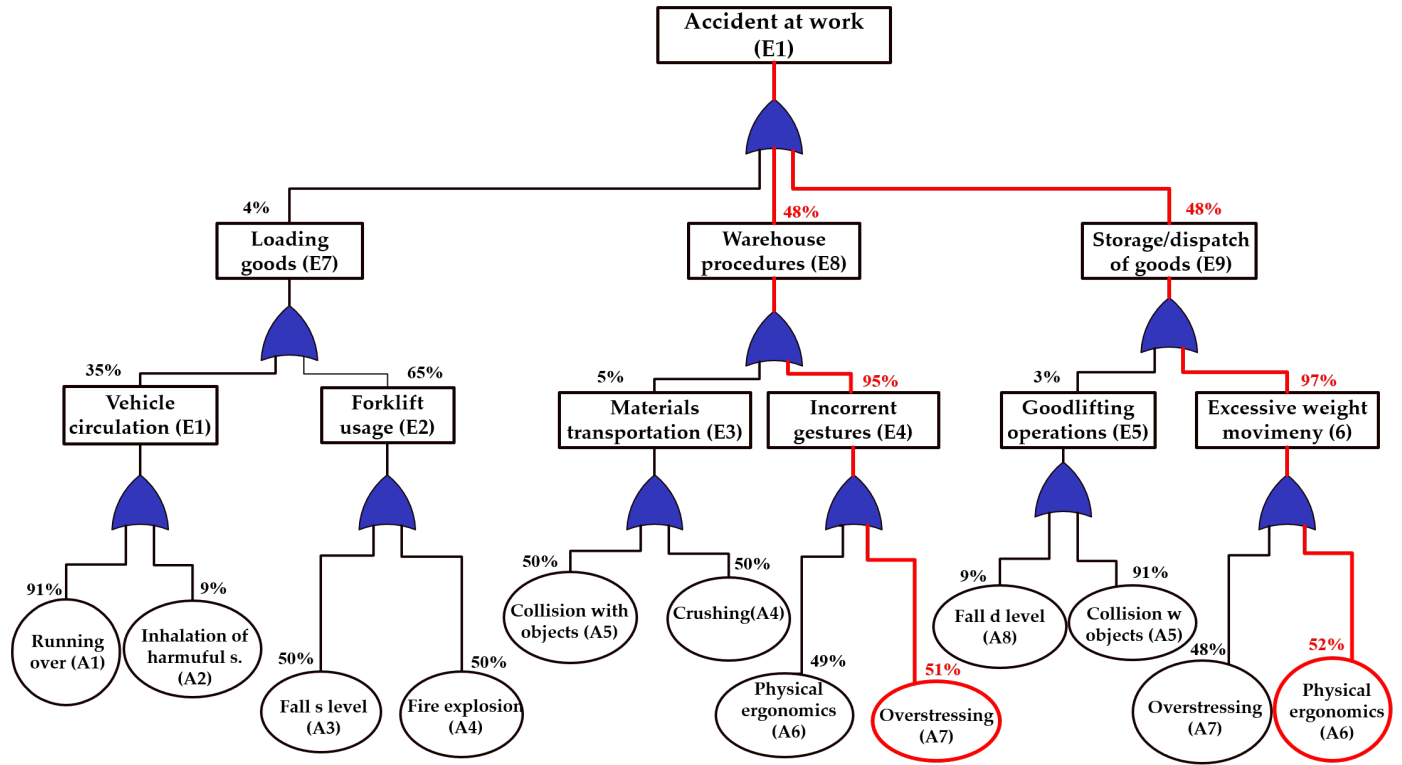 Accident at work
(E1)
4%
48%
48%
Loading
goods (E7)
Warehouse
procedures (E8)
Storage/dispatch
of goods (E9)
35%
65%
5%
95%
3%
97%
Vehicle
circulation (E1)
Forklift
usage (E2)
Materials
transportation (E3)
Incorrent
gestures (E4)
Goodlifting
operations (E5)
Excessive weight
movimeny (6)
91%
9%
50%
50%
9%
91%
Running
over (A1)
Inhalation of
harmuful s.
(A2)
Collision with
objects (A5)
Crushing(A4)
Fall d level
(A8)
Collision w
objects (A5)
50%
50%
49%
51%
48%
52%
Fall s level
(A3)
Fire explosion
(A4)
Physical
ergonomics
(A6)
Overstressing
(A7)
Overstressing
(A7)
Physical
ergonomics
(A6)